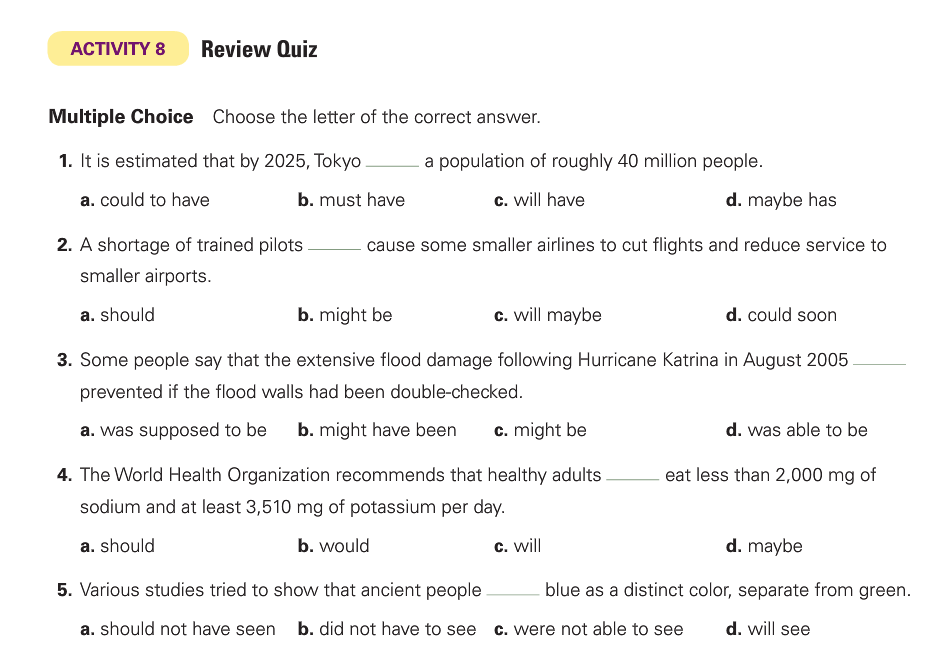 ACTIVITY 8 Review Quiz
Multiple Choice Choose the letter of the correct answer.
1. It is estimated that by 2025, Tokyo _____ a population of roughly 40 million people.
a. could to have b. must have c. will have d. maybe has
2. A shortage of trained pilots _____ cause some smaller airlines to cut flights and reduce service to
smaller airports.
a. should b. might be c. will maybe d. could soon
3. Some people say that the extensive flood damage following Hurricane Katrina in August 2005 _____
prevented if the flood walls had been double-checked.
a. was supposed to be b. might have been c. might be d. was able to be
4. The World Health Organization recommends that healthy adults _____ eat less than 2,000 mg of
sodium and at least 3,510 mg of potassium per day.
a. should b. would c. will d. maybe
5. Various studies tried to show that ancient people _____ blue as a distinct color, separate from green.
a. should not have seen b. did not have to see c. were not able to see d. will see